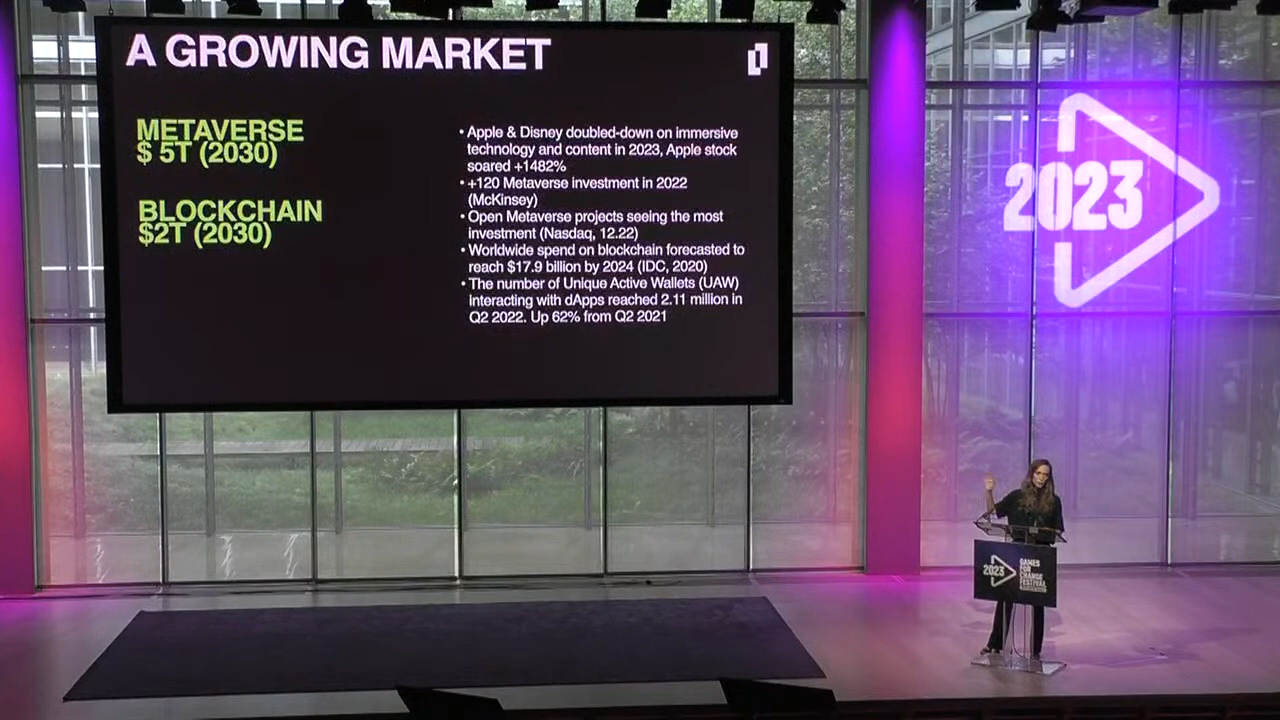 A GROWING MARKET
METAVERSE
$ 5T (2030)
BLOCKCHAIN
$2T (2030)
• Apple & Disney doubled-down on immersive
technology and content in 2023, Apple stock
soared +1482%
• +120 Metaverse investment in 2022
(McKinsey)
• Open Metaverse projects seeing the most
investment (Nasdaq, 12.22)
• Worldwide spend on blockchain forecasted to
reach $17.9 billion by 2024 (IDC, 2020)
• The number of Unique Active Wallets (UAW)
interacting with dApps reached 2.11 million in
Q2 2022. Up 62% from Q2 2021
2023
2023
GAMES
FOR
CHANGE
FESTIVAL